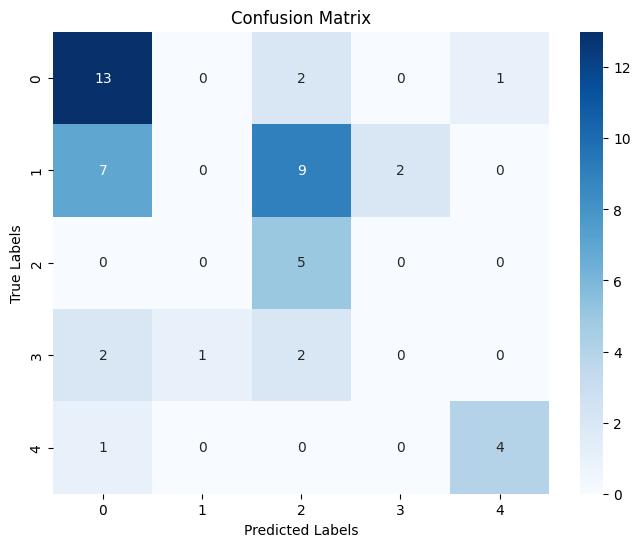 Confusion Matrix
True Labels
0 13 0 2 0 1
1 7 0 9 2 0
2 0 0 5 0 0
3 2 1 2 0 0
4 1 0 0 0 4
0 1 2 3 4
Predicted Labels
12
10
8
6
4
2
0